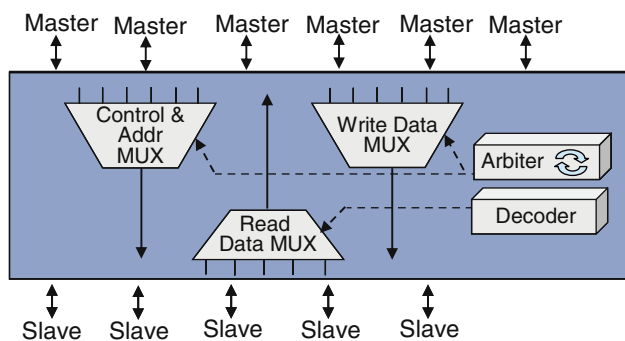 Master Master Master Master Master Master
Control &
Addr
MUX
Write Data
MUX
Arbiter
Read
Data MUX
Decoder
Slave Slave Slave Slave Slave